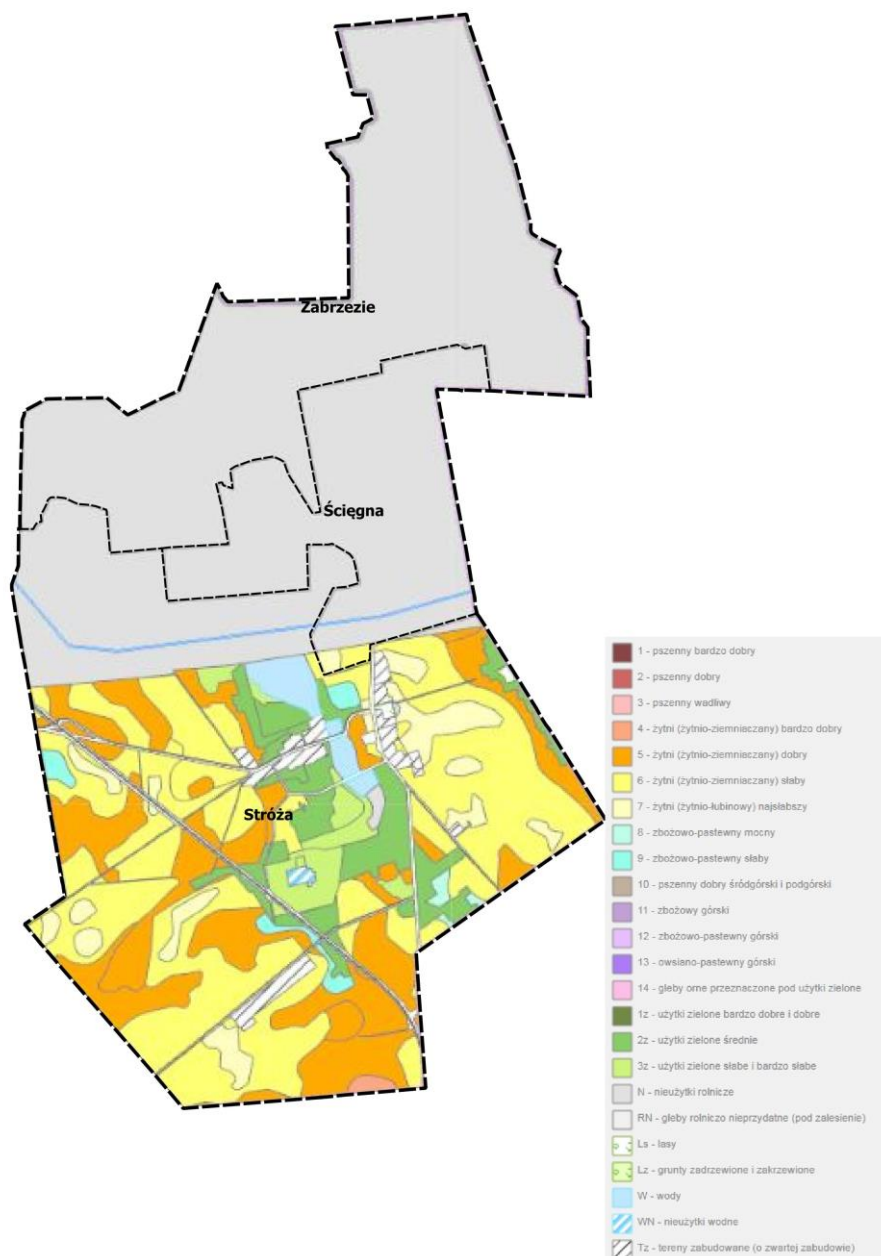 Zabrzezie
Ścięgna
Stróża
1 - pszenny bardzo dobry
2 - pszenny dobry
3 - pszenny wadliwy
4 - żytni (żytnio-ziemniaczany) bardzo dobry
5 - żytni (żytnio-ziemniaczany) dobry
6 - żytni (żytnio-ziemniaczany) słaby
7 - żytni (żytnio-łubinowy) najsłabszy
8 - zbożowo-pastewny mocny
9 - zbożowo-pastewny słaby
10 - pszenny dobry śródgórski i podgórski
11 - zbożowy górski
12 - zbożowo-pastewny górski
13 - owsiano-pastewny górski
14 - gleby orne przeznaczone pod użytki zielone
1z - użytki zielone bardzo dobre i dobre
2z - użytki zielone średnie
3z - użytki zielone słabe i bardzo słabe
N - nieużytki rolnicze
RN - gleby rolniczo nieprzydatne (pod zalesienie)
Ls - lasy
Lz - grunty zadrzewione i zakrzewione
W - wody
WN - nieużytki wodne
Tz - tereny zabudowane (o zwartej zabudowie)